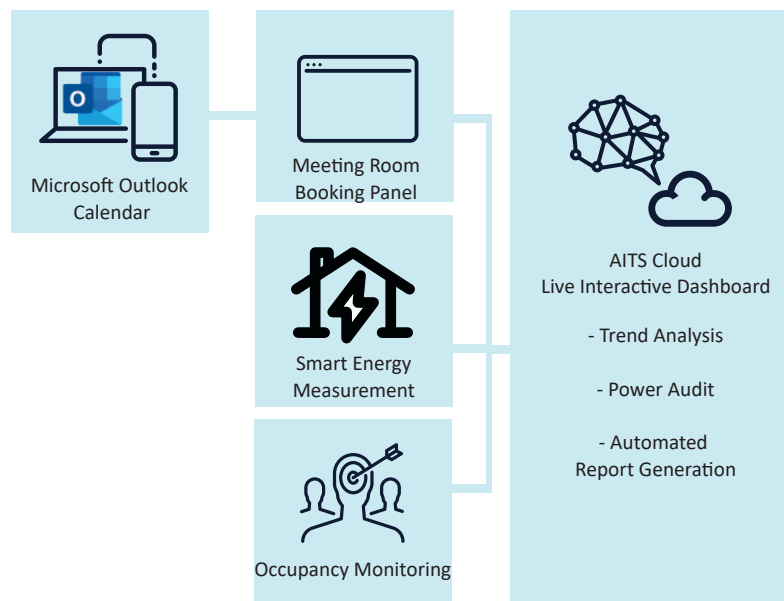 O
Microsoft Outlook
Calendar
Meeting Room
Booking Panel
Smart Energy
Measurement
Occupancy Monitoring
AITS Cloud
Live Interactive Dashboard
- Trend Analysis
- Power Audit
- Automated
Report Generation